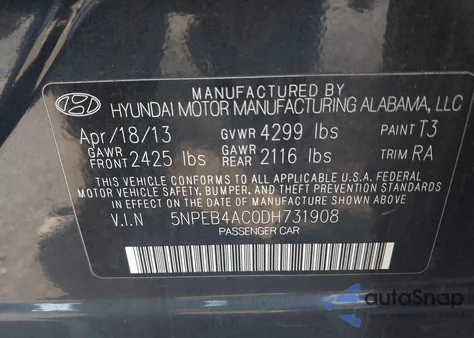 MANUFACTURED BY
HYUNDAI MOTOR MANUFACTURING ALABAMA, LLC
Apr/18/13 GVWR 4299 lbs PAINT T3
GAWR FRONT 2425 lbs GAWR REAR 2116 lbs TRIM RA
THIS VEHICLE CONFORMS TO ALL APPLICABLE U.S.A. FEDERAL
MOTOR VEHICLE SAFETY, BUMPER, AND THEFT PREVENTION
STANDARDS IN EFFECT ON THE DATE OF MANUFACTURE SHOWN ABOVE
V.I.N 5NPEB4AC0DH731908
PASSENGER CAR
autoSnap